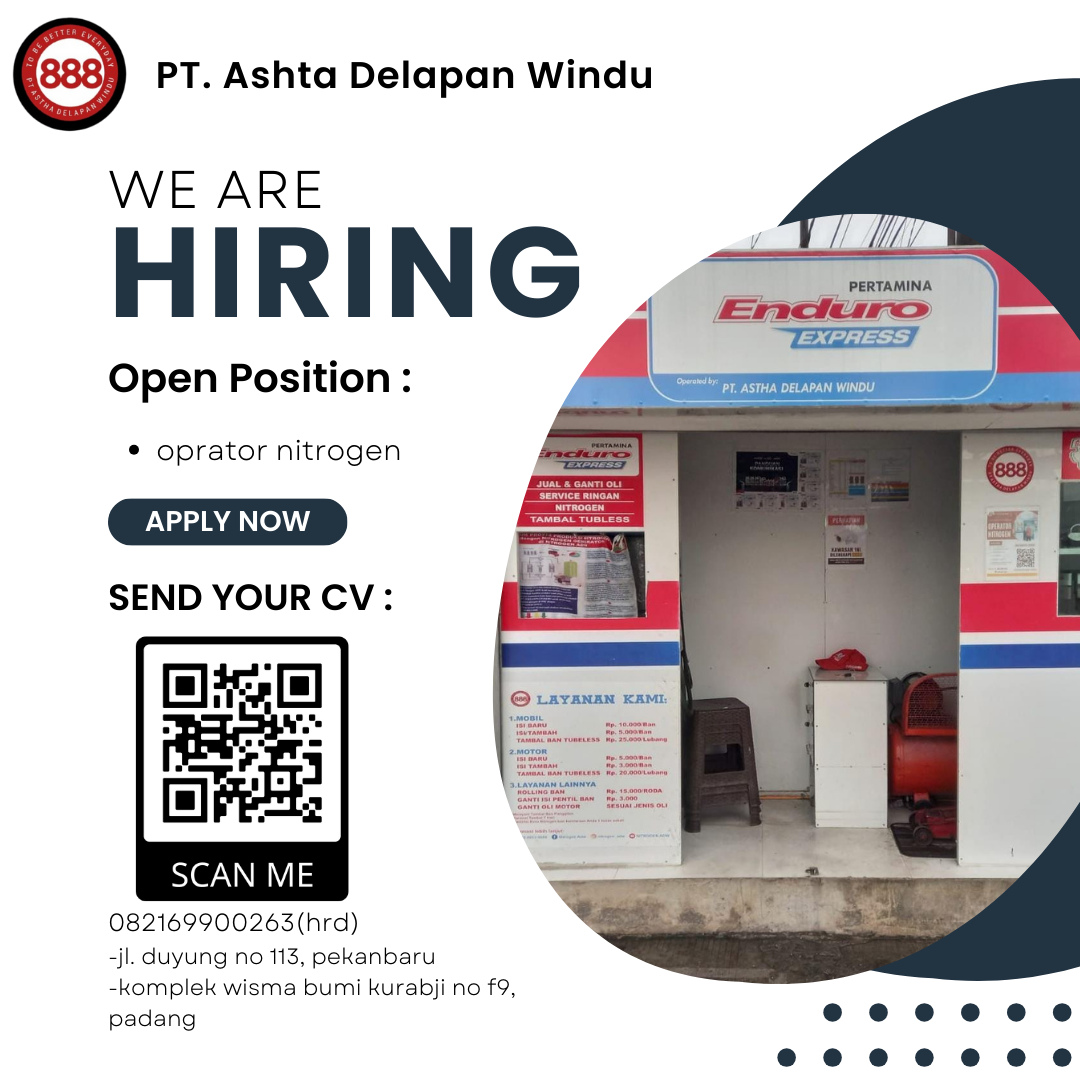 TO BE BETTER EVERYDAY
888
PT ASTHA DELAPAN WINDU
PT. Ashta Delapan Windu
WE ARE
HIRING
Open Position :
• oprator nitrogen
APPLY NOW
SEND YOUR CV :
SCAN ME
082169900263(hrd)
-jl. duyung no 113, pekanbaru
-komplek wisma bumi kurabji no f9,
padang
PERTAMINA
Enduro
EXPRESS
Operated by: PT. ASTHA DELAPAN WINDU
PERTAMINA
Enduro
EXPRESS
JUAL & GANTI OLI
SERVICE RINGAN
NITROGEN
TAMBAL TUBLESS
888
OPERATOR
NITROGEN
888 LAYANAN KAMI:
1.MOBIL
ISI BARU Rp. 10.000/Ban
ISI/TAMBAH Rp. 5.000/Ban
TAMBAL BAN TUBELESS Rp. 25.000/Lubang
2.MOTOR
ISI BARU Rp. 5.000/Ban
ISI TAMBAH Rp. 3.000/Ban
TAMBAL BAN TUBELESS Rp. 20.000/Lubang
3.LAYANAN LAINNYA
ROLLING BAN Rp. 15.000/RODA
GANTI ISI PENTIL BAN Rp. 3.000
GANTI OLI MOTOR SESUAI JENIS OLI